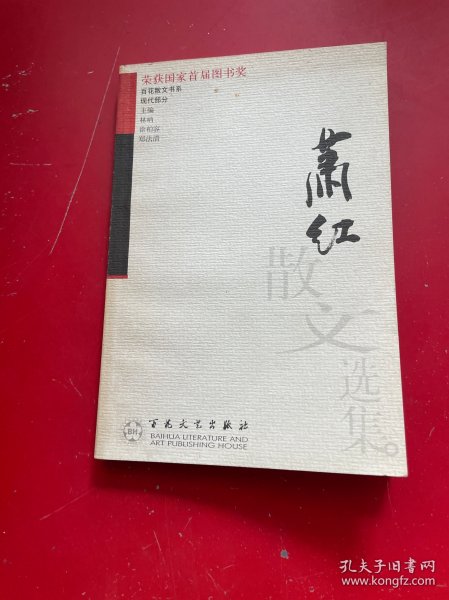 荣获国家首届图书奖
百花散文书系
现代部分
主编
林呐
徐柏容
郑法清
萧红
散文选集
BH
百花文艺出版社
BAIHUA LITERATURE AND
ART PUBLISHING HOUSE
孔夫子旧书网
www.kongfz.com